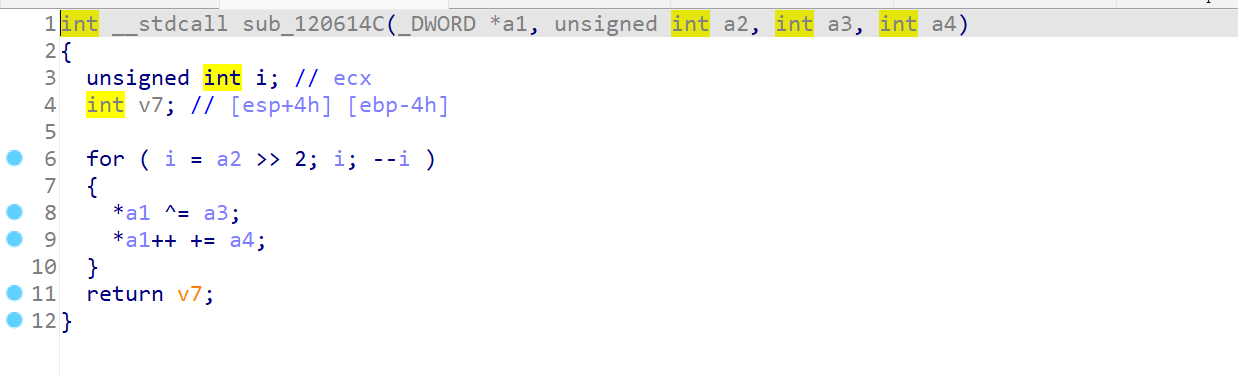 1 int __stdcall sub_120614C(_DWORD *a1, unsigned int a2, int a3, int a4)
2 {
3   unsigned int i; // ecx
4   int v7; // [esp+4h] [ebp-4h]
5
6   for ( i = a2 >> 2; i; --i )
7   {
8     *a1 ^= a3;
9     *a1++ += a4;
10   }
11   return v7;
12 }